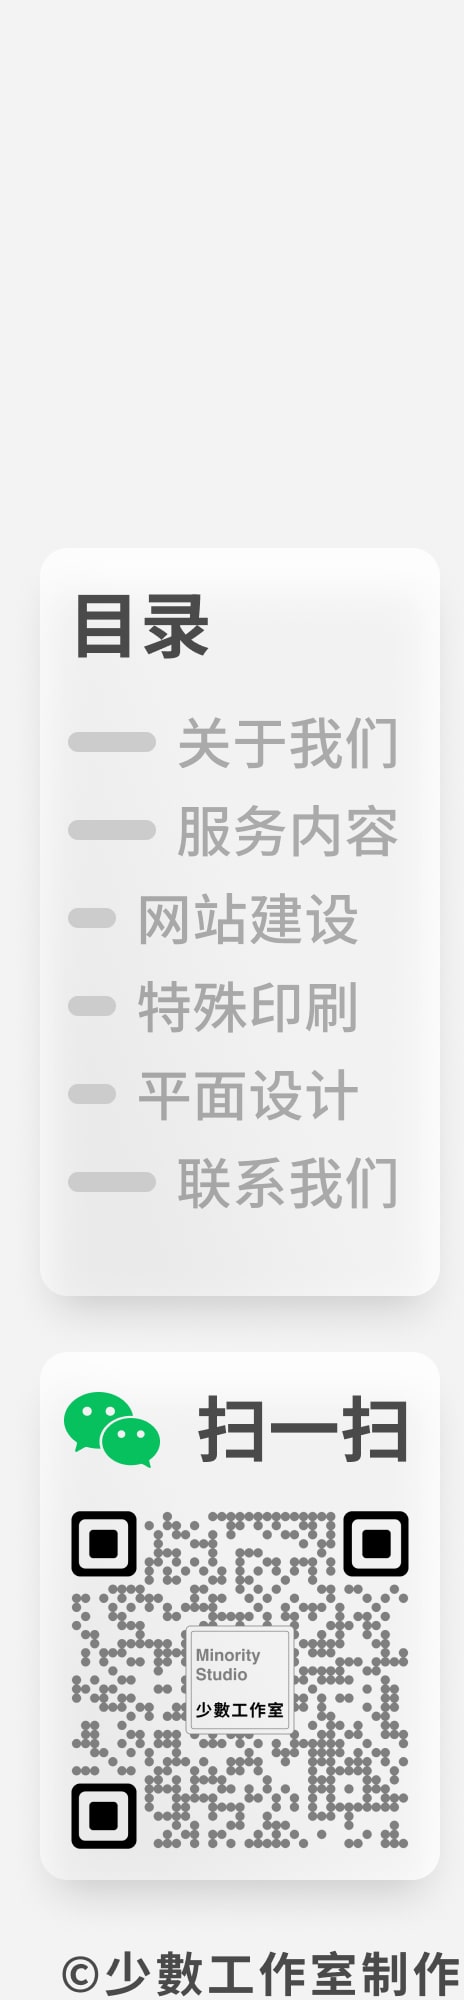 目录
关于我们
服务内容
网站建设
特殊印刷
平面设计
联系我们
扫一扫
Minority
Studio
少數工作室
©少數工作室制作